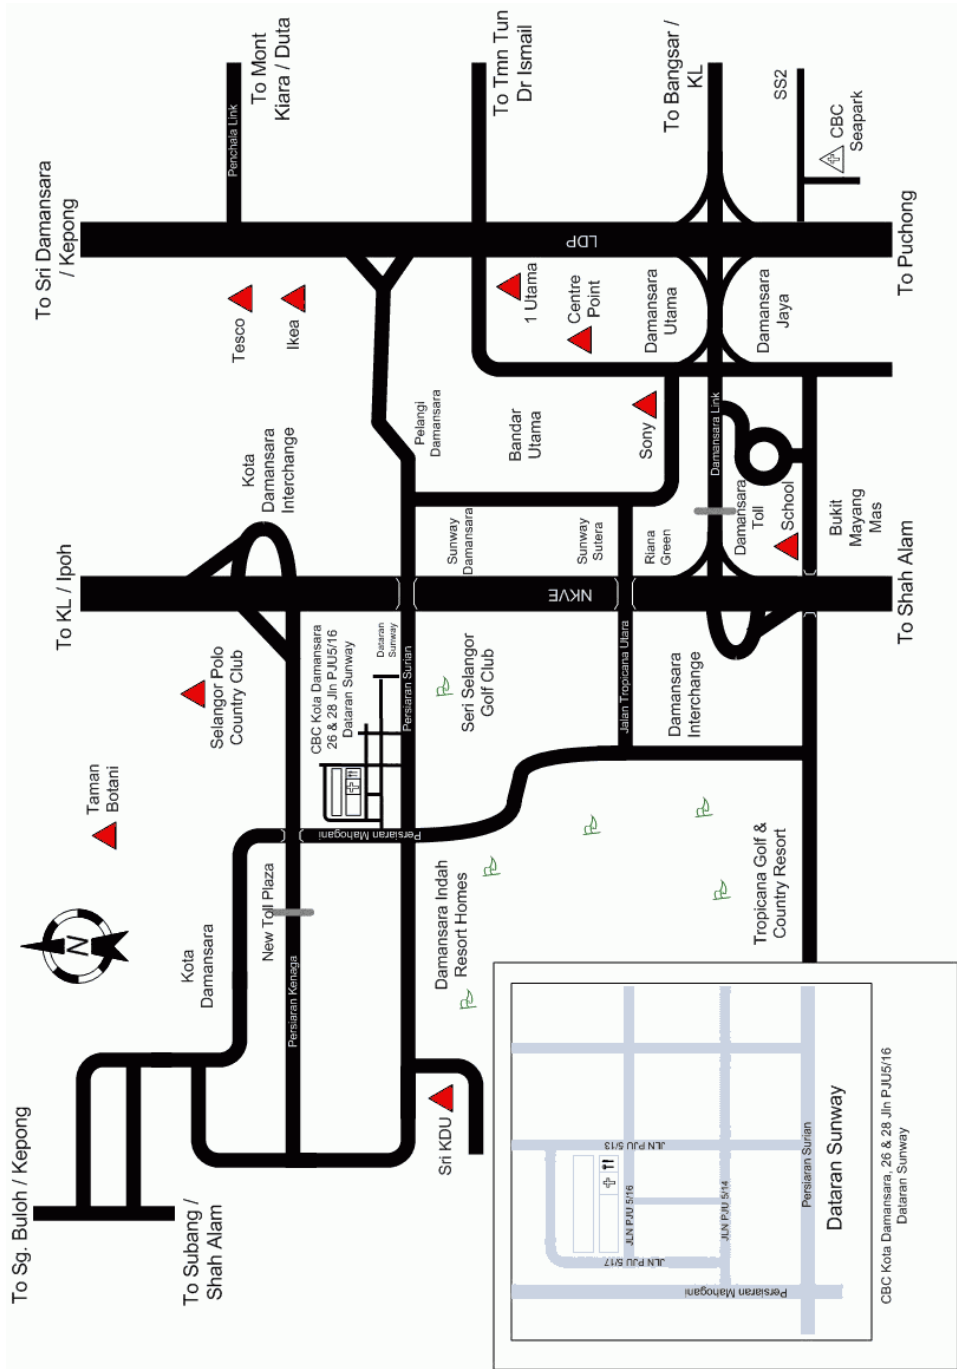 To Sg. Buloh / Kepong
To Subang /
Shah Alam
N
Taman
Botani
Kota
Damansara
New Toll Plaza
Persiaran Kenaga
Selangor Polo
Country Club
To KL / Ipoh
Kota
Damansara
Interchange
Tesco
Ikea
To Sri Damansara
/ Kepong
Penchala Link
To Mont
Kiara / Duta
CBC Kota Damansara
26 & 28 Jln PJU5/16
Dataran Sunway
Dataran
Sunway
Persiaran Mahogani
Persiaran Surian
Sri KDU
Damansara Indah
Resort Homes
Seri Selangor
Golf Club
Sunway
Damansara
Pelangi
Damansara
NKVE
Bandar
Utama
1 Utama
Centre
Point
LDP
To Tmn Tun
Dr Ismail
Jalan Tropicana Utara
Sunway
Sutera
Riana
Green
Sony
Damansara
Utama
To Bangsar /
KL
Damansara
Interchange
Damansara Link
Damansara
Toll
School
Damansara
Jaya
SS2
CBC
Seapark
Tropicana Golf &
Country Resort
Bukit
Mayang
Mas
To Shah Alam
To Puchong
JLN PJU 5/13
JLN PJU 5/16
JLN PJU 5/17
JLN PJU 5/14
Persiaran Mahogani
Persiaran Surian
Dataran Sunway
CBC Kota Damansara, 26 & 28 Jln PJU5/16
Dataran Sunway